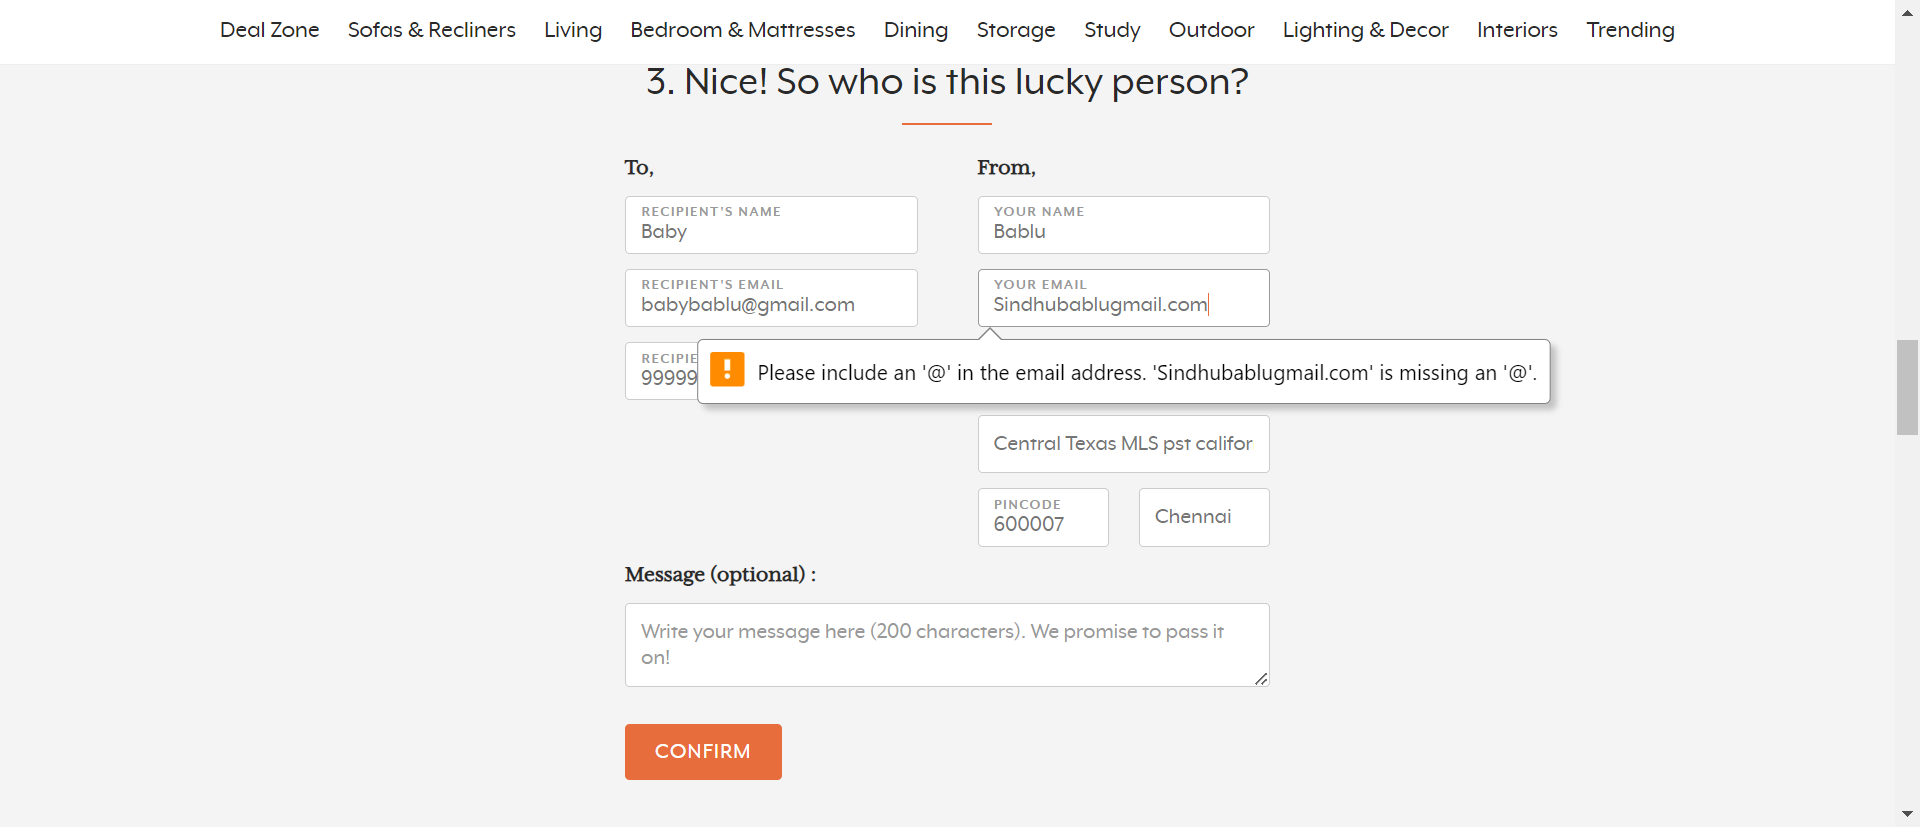 Deal Zone Sofas & Recliners Living Bedroom & Mattresses Dining Storage Study Outdoor Lighting & Decor Interiors Trending
3. Nice! So who is this lucky person?
To,
RECIPIENT'S NAME
Baby
RECIPIENT'S EMAIL
babybablu@gmail.com
99999
From,
YOUR NAME
Bablu
YOUR EMAIL
Sindhubablugmail.com
Please include an '@' in the email address. 'Sindhubablugmail.com' is missing an '@'.
Central Texas MLS pst califor
PINCODE
600007
Chennai
Message (optional) :
Write your message here (200 characters). We promise to pass it
on!
CONFIRM